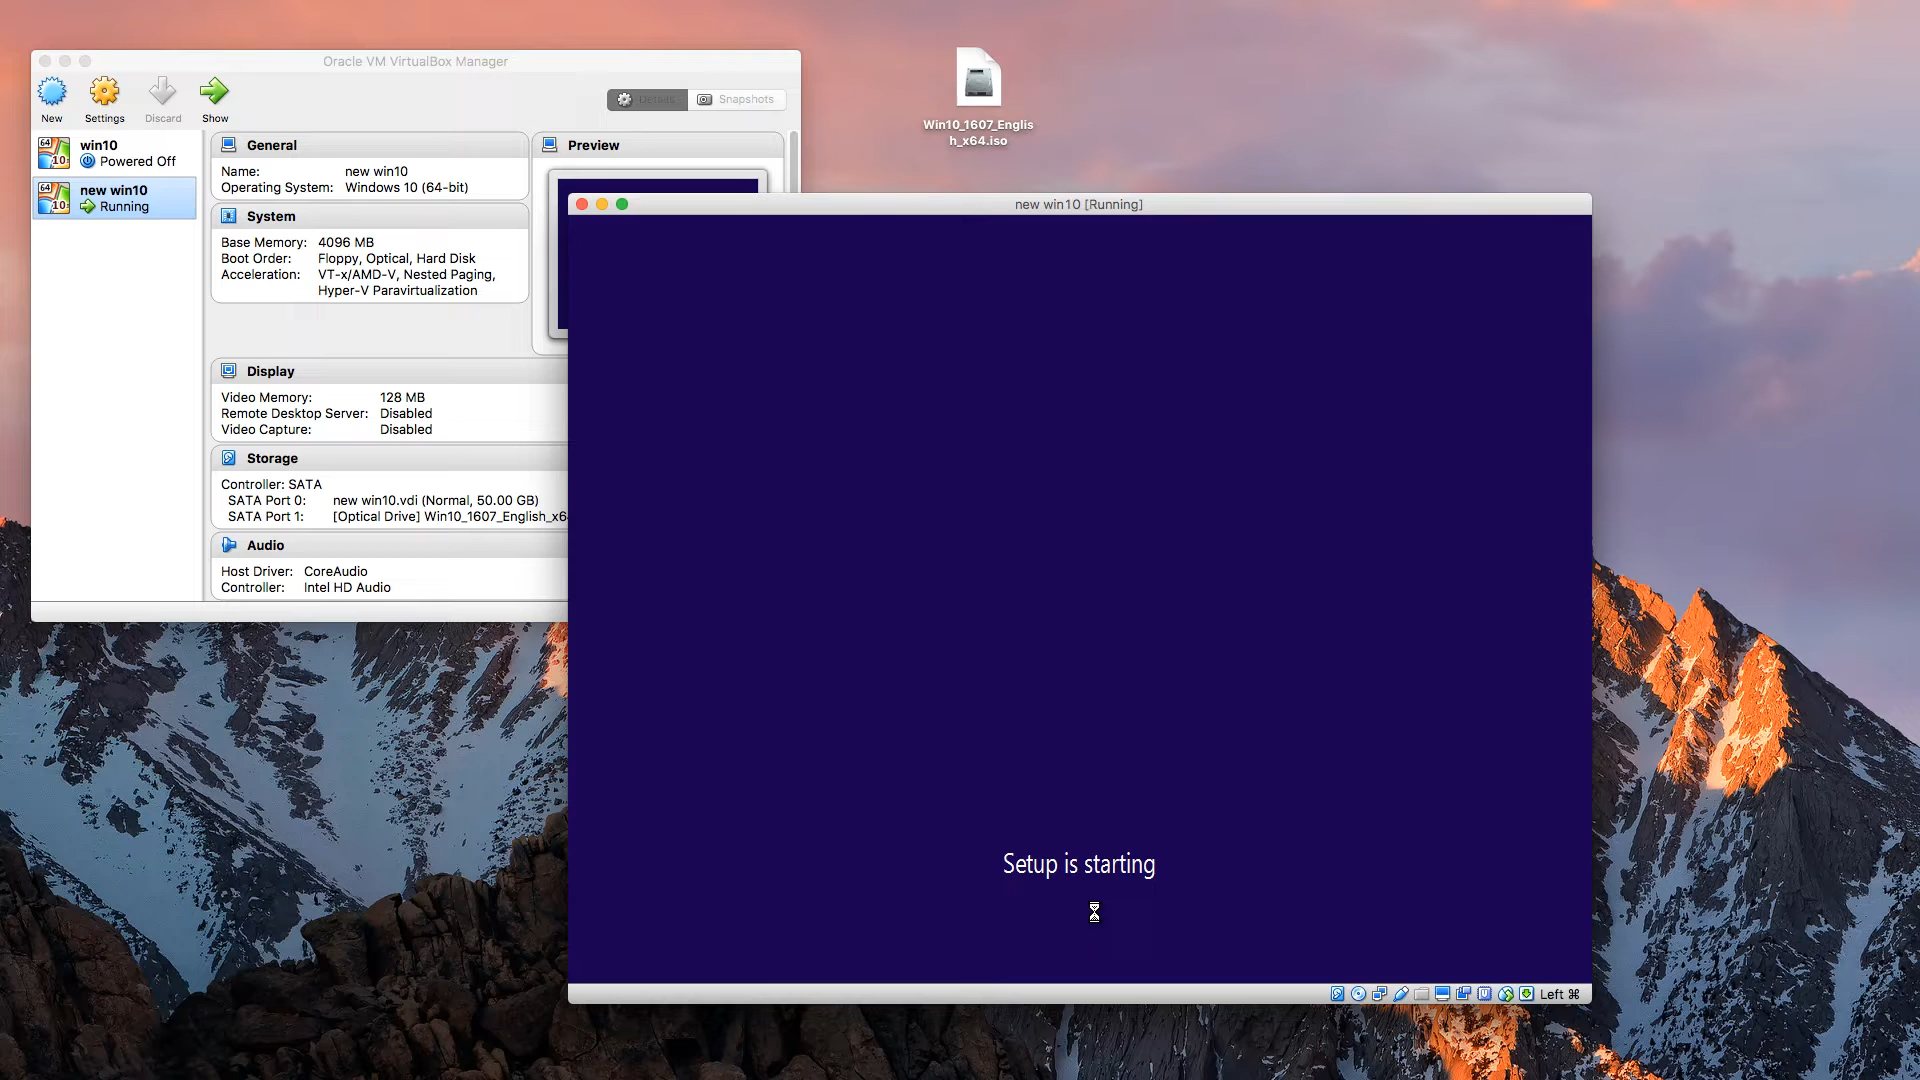 Oracle VM VirtualBox Manager
New
Settings
Discard
Show
Details
Snapshots
win10
Powered Off
new win10
Running
General
Name: new win10
Operating System: Windows 10 (64-bit)
System
Base Memory: 4096 MB
Boot Order: Floppy, Optical, Hard Disk
Acceleration: VT-x/AMD-V, Nested Paging,
Hyper-V Paravirtualization
Preview
Display
Video Memory: 128 MB
Remote Desktop Server: Disabled
Video Capture: Disabled
Storage
Controller: SATA
SATA Port 0: new win10.vdi (Normal, 50.00 GB)
SATA Port 1: [Optical Drive] Win10_1607_English_x6
Audio
Host Driver: CoreAudio
Controller: Intel HD Audio
Win10_1607_Englis
h_x64.iso
new win10 [Running]
Setup is starting
Left ⌘